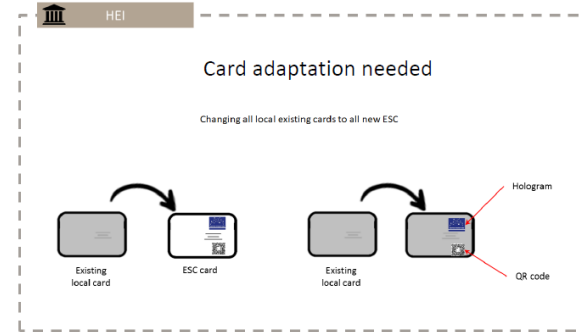 HEI
Card adaptation needed
Changing all local existing cards to all new ESC
Hologram
QR code
Existing
local card
ESC card
Existing
local card